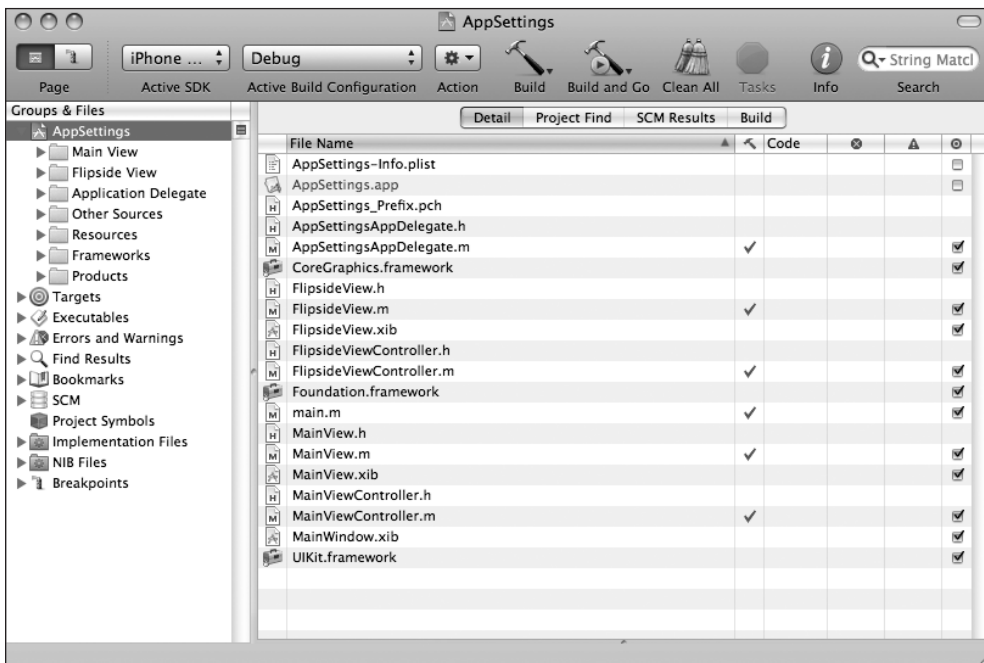 AppSettings
iPhone ... Debug
Page Active SDK Active Build Configuration Action Build Build and Go Clean All Tasks Info Search
String Matcl
Groups & Files
AppSettings
Main View
Flipside View
Application Delegate
Other Sources
Resources
Frameworks
Products
Targets
Executables
Errors and Warnings
Find Results
Bookmarks
SCM
Project Symbols
Implementation Files
NIB Files
Breakpoints
Detail Project Find SCM Results Build
File Name Code
AppSettings-Info.plist
AppSettings.app
AppSettings_Prefix.pch
AppSettingsAppDelegate.h
AppSettingsAppDelegate.m
CoreGraphics.framework
FlipsideView.h
FlipsideView.m
FlipsideView.xib
FlipsideViewController.h
FlipsideViewController.m
Foundation.framework
main.m
MainView.h
MainView.m
MainView.xib
MainViewController.h
MainViewController.m
MainWindow.xib
UIKit.framework